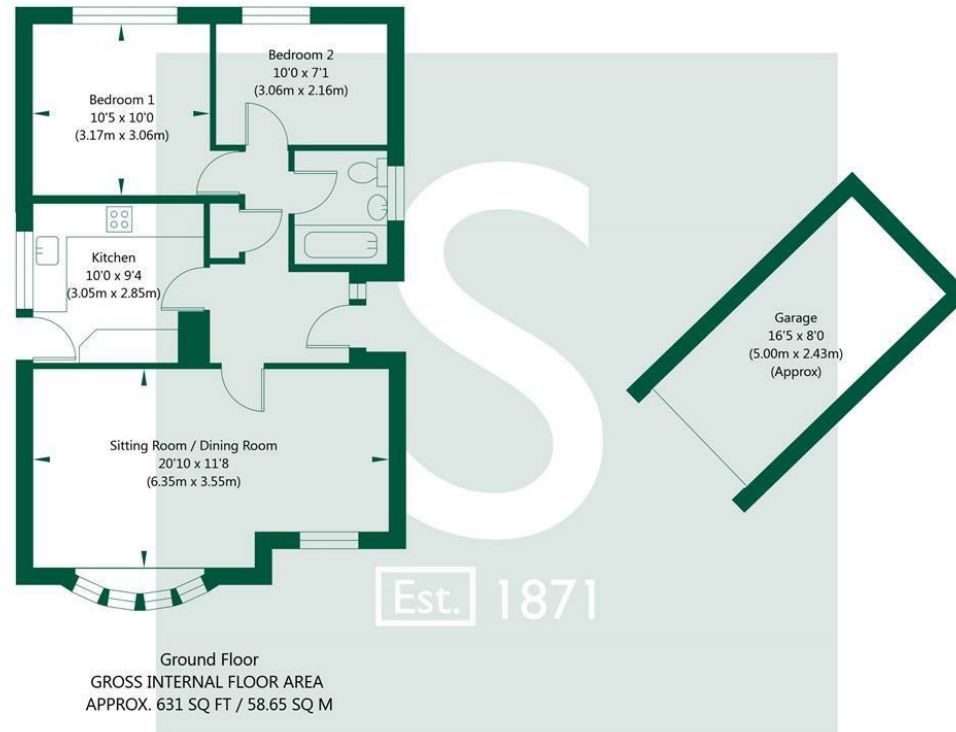 Bedroom 1
10'5 x 10'0
(3.17m x 3.06m)
Bedroom 2
10'0 x 7'1
(3.06m x 2.16m)
Kitchen
10'0 x 9'4
(3.05m x 2.85m)
Garage
16'5 x 8'0
(5.00m x 2.43m)
(Approx)
Sitting Room / Dining Room
20'10 x 11'8
(6.35m x 3.55m)
S
Est. 1871
Ground Floor
GROSS INTERNAL FLOOR AREA
APPROX. 631 SQ FT / 58.65 SQ M